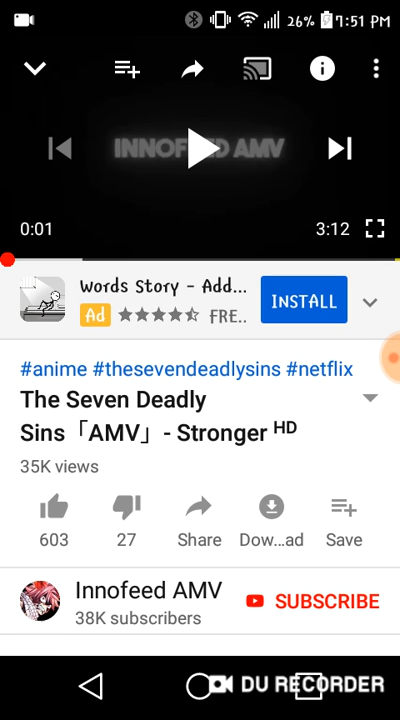 26% 7:51 PM
INNOFEED AMV
0:01
3:12
Words Story - Add...
Ad FRE..
INSTALL
#anime #thesevendeadlysins #netflix
The Seven Deadly
Sins「AMV」- Stronger HD
35K views
603 27 Share Dow...ad Save
Innofeed AMV
38K subscribers
SUBSCRIBE
DU RECORDER